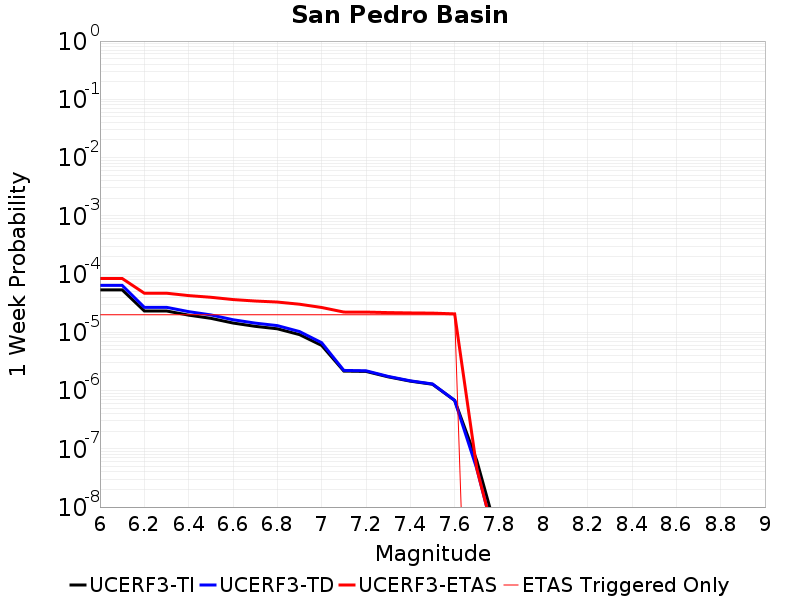 San Pedro Basin
1 Week Probability
10^0
10^-1
10^-2
10^-3
10^-4
10^-5
10^-6
10^-7
10^-8
6 6.2 6.4 6.6 6.8 7 7.2 7.4 7.6 7.8 8 8.2 8.4 8.6 8.8 9
Magnitude
UCERF3-TI UCERF3-TD UCERF3-ETAS ETAS Triggered Only